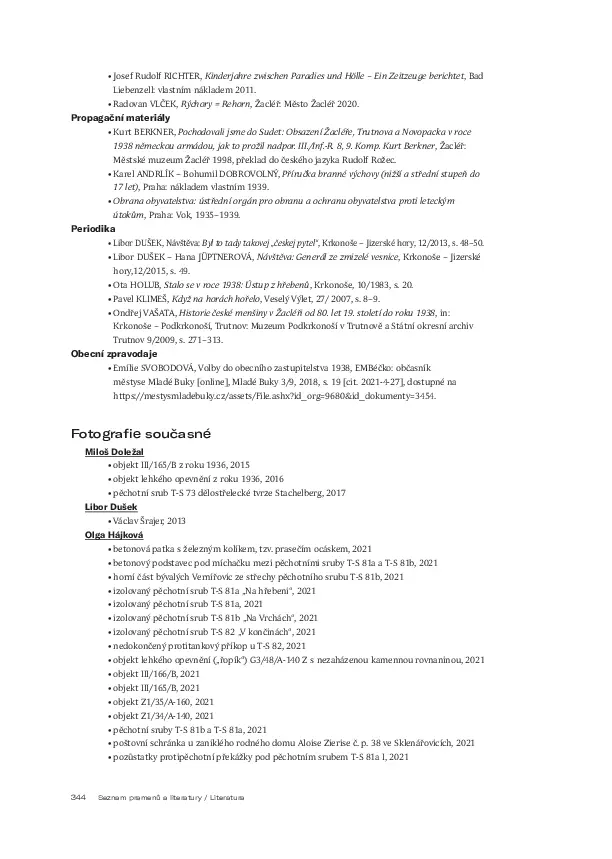 • Josef Rudolf RICHTER, Kinderjahre zwischen Paradies und Hölle – Ein Zeitzeuge berichtet, Bad
Liebenzell: vlastním nákladem 2011.
• Radovan VLČEK, Rýchory = Rehorn, Žacléř: Město Žacléř 2020.
Propagační materiály
• Kurt BERKNER, Pochodovali jsme do Sudet: Obsazení Žacléře, Trutnova a Novopacka v roce
1938 německou armádou, jak to prožil nadpor. III./Inf.-R. 8, 9. Komp. Kurt Berkner, Žacléř:
Městské muzeum Žacléř 1998, překlad do českého jazyka Rudolf Rožec.
• Karel ANDRLÍK – Bohumil DOBROVOLNÝ, Příručka branné výchovy (nižší a střední stupeň do
17 let), Praha: nákladem vlastním 1939.
• Obrana obyvatelstva: ústřední orgán pro obranu a ochranu obyvatelstva proti leteckým
útokům, Praha: Vok, 1935–1939.
Periodika
• Libor DUŠEK, Návštěva: Byl to tady takovej „českej pytel“, Krkonoše – Jizerské hory, 12/2013, s. 48–50.
• Libor DUŠEK – Hana JÜPTNEROVÁ, Návštěva: Generál ze zmizelé vesnice, Krkonoše – Jizerské
hory,12/2015, s. 49.
• Ota HOLUB, Stalo se v roce 1938: Ústup z hřebenů, Krkonoše, 10/1983, s. 20.
• Pavel KLIMEŠ, Když na horách hořelo, Veselý Výlet, 27/ 2007, s. 8–9.
• Ondřej VAŠATA, Historie české menšiny v Žacléři od 80. let 19. století do roku 1938, in:
Krkonoše – Podkrkonoší, Trutnov: Muzeum Podkrkonoší v Trutnově a Státní okresní archiv
Trutnov 9/2009, s. 271–313.
Obecní zpravodaje
• Emílie SVOBODOVÁ, Volby do obecního zastupitelstva 1938, EMBéčko: občasník
městyse Mladé Buky [online], Mladé Buky 3/9, 2018, s. 19 [cit. 2021-4-27], dostupné na
https://mestysmladebuky.cz/assets/File.ashx?id_org=9680&id_dokumenty=3454.
Fotografie současné
Miloš Doležal
• objekt III/165/B z roku 1936, 2015
• objekt lehkého opevnění z roku 1936, 2016
• pěchotní srub T-S 73 dělostřelecké tvrze Stachelberg, 2017
Libor Dušek
• Václav Šrajer, 2013
Olga Hájková
• betonová patka s železným kolíkem, tzv. prasečím ocáskem, 2021
• betonový podstavec pod míchačku mezi pěchotními sruby T-S 81a a T-S 81b, 2021
• horní část bývalých Vernířovic ze střechy pěchotního srubu T-S 81b, 2021
• izolovaný pěchotní srub T-S 81a „Na hřebeni“, 2021
• izolovaný pěchotní srub T-S 81a, 2021
• izolovaný pěchotní srub T-S 81b „Na Vrchách“, 2021
• izolovaný pěchotní srub T-S 82 „V končinách“, 2021
• nedokončený protitankový příkop u T-S 82, 2021
• objekt lehkého opevnění („řopík“) G3/48/A-140 Z s nezaházenou kamennou rovnaninou, 2021
• objekt III/166/B, 2021
• objekt III/165/B, 2021
• objekt Z1/35/A-160, 2021
• objekt Z1/34/A-140, 2021
• pěchotní sruby T-S 81b a T-S 81a, 2021
• poštovní schránka u zaniklého rodného domu Aloise Zierise č. p. 38 ve Sklenářovicích, 2021
• pozůstatky protipěchotní překážky pod pěchotním srubem T-S 81a I, 2021
344 Seznam pramenů a literatury / Literatura